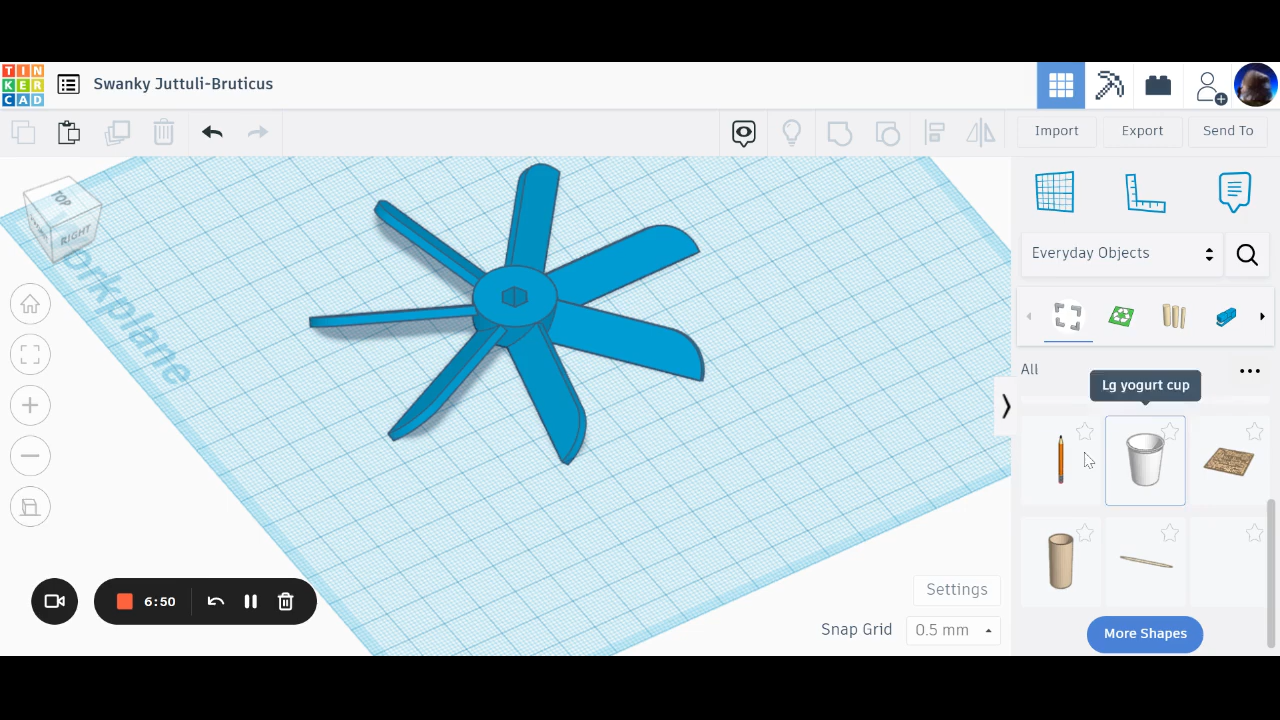 TIN
KER
CAD
Swanky Juttuli-Bruticus
Import
Export
Send To
TOP
RIGHT
orkplane
Everyday Objects
All
Lg yogurt cup
6:50
Settings
Snap Grid
0.5 mm
More Shapes